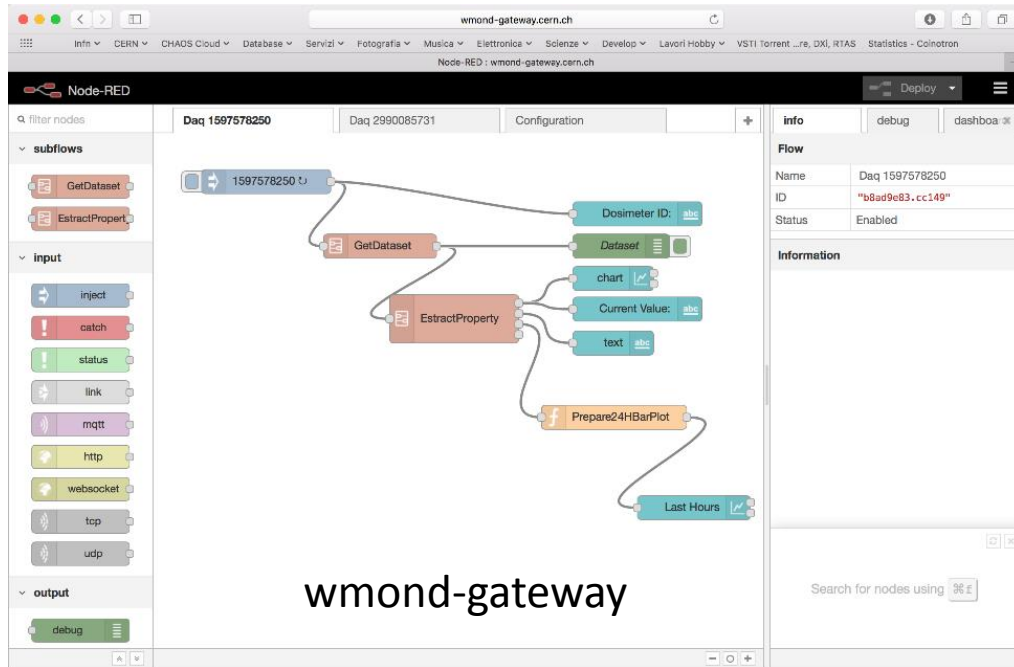 wmond-gateway.cern.ch
Infn CERN CHAOS Cloud Database Servizi Fotografia Musica Elettronica Scienze Develop Lavori Hobby VSTI Torrent ...re, DXi, RTAS Statistics - Coinotron
Node-RED : wmond-gateway.cern.ch
Node-RED
Deploy
filter nodes
Daq 1597578250
Daq 2990085731
Configuration
info
debug
dashboa
subflows
GetDataset
EstractPropert
input
inject
catch
status
link
mqtt
http
websocket
tcp
udp
output
debug
1597578250
Dosimeter ID: abc
GetDataset
Dataset
chart
EstractProperty
Current Value: abc
text abc
Prepare24HBarPlot
Last Hours
Flow
Name Daq 1597578250
ID "b8ad9e83.cc149"
Status Enabled
Information
Search for nodes using ⌘ f
wmond-gateway